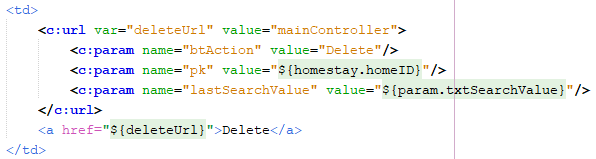 <td>
<c:url var="deleteUrl" value="mainController">
<c:param name="btAction" value="Delete"/>
<c:param name="pk" value="${homestay.homeID}"/>
<c:param name="lastSearchValue" value="${param.txtSearchValue}"/>
</c:url>
<a href="${deleteUrl}">Delete</a>
</td>